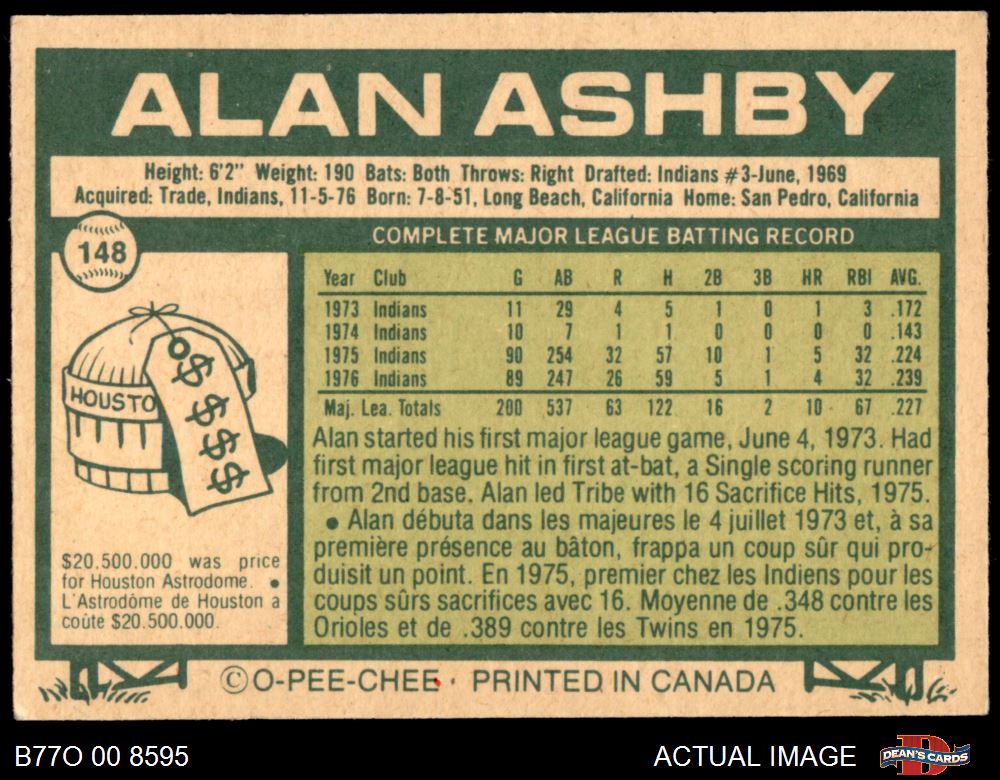 ALAN ASHBY
Height: 6'2" Weight: 190 Bats: Both Throws: Right Drafted: Indians #3-June, 1969
Acquired: Trade, Indians, 11-5-76 Born: 7-8-51, Long Beach, California Home: San Pedro, California
148
COMPLETE MAJOR LEAGUE BATTING RECORD
Year Club G AB R H 2B 3B HR RBI AVG.
1973 Indians 11 29 4 5 1 0 1 3 .172
1974 Indians 10 7 1 1 0 0 0 0 .143
1975 Indians 90 254 32 57 10 1 5 32 .224
1976 Indians 89 247 26 59 5 1 4 32 .239
Maj. Lea. Totals 200 537 63 122 16 2 10 67 .227
HOUSTO
$
$
$
$
Alan started his first major league game, June 4, 1973. Had
first major league hit in first at-bat, a Single scoring runner
from 2nd base. Alan led Tribe with 16 Sacrifice Hits, 1975.
• Alan débuta dans les majeures le 4 juillet 1973 et, à sa
première présence au bâton, frappa un coup sûr qui pro-
duisit un point. En 1975, premier chez les Indiens pour les
coups sûrs sacrifices avec 16. Moyenne de .348 contre les
Orioles et de .389 contre les Twins en 1975.
$20.500.000 was price
for Houston Astrodome. •
L'Astrodôme de Houston a
coûte $20.500.000.
©O-PEE-CHEE • PRINTED IN CANADA
B77O 00 8595
ACTUAL IMAGE
DEAN'S CARDS